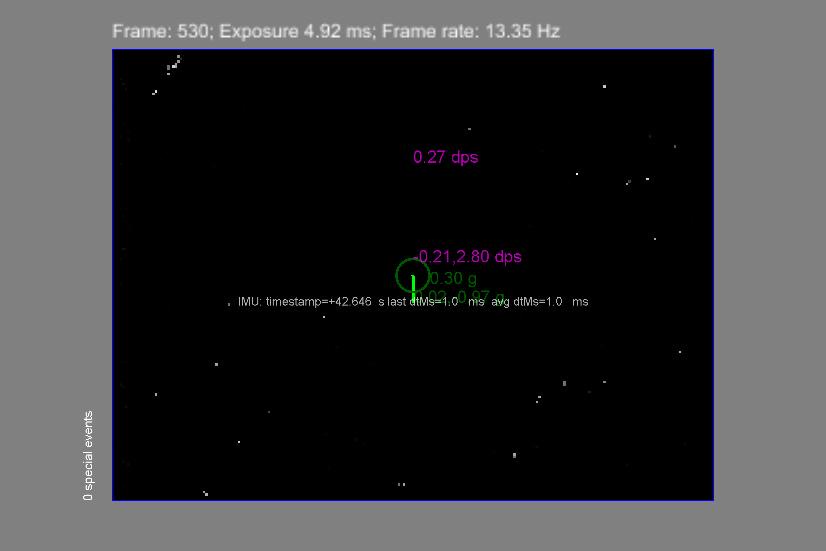 Frame: 530; Exposure 4.92 ms; Frame rate: 13.35 Hz
0.27 dps
-0.21,2.80 dps
0.30 g
IMU: timestamp=+42.646 s last dtMs=1.0 ms avg dtMs=1.0 ms
0 special events